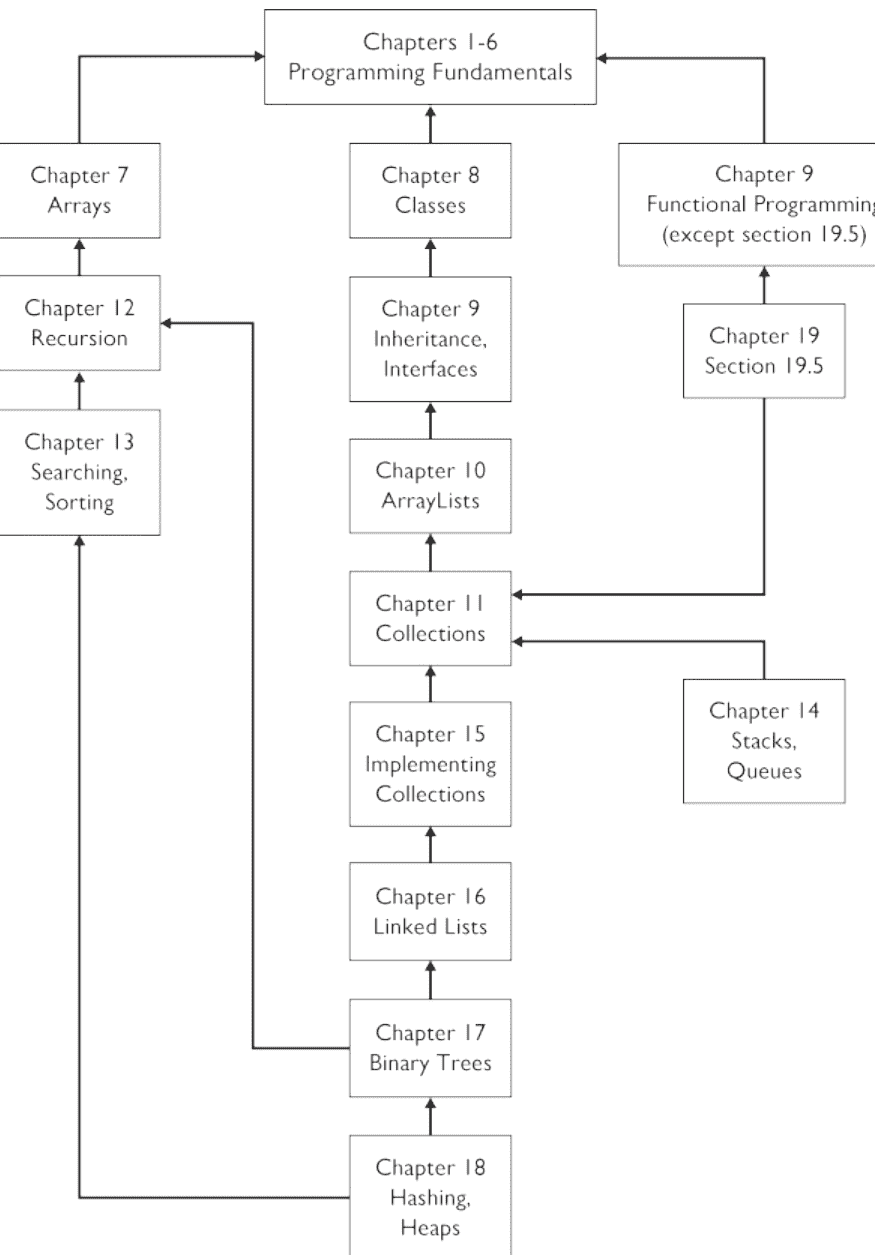 Chapters 1-6
Programming Fundamentals
Chapter 7
Arrays
Chapter 8
Classes
Chapter 9
Functional Programming
(except section 19.5)
Chapter 12
Recursion
Chapter 9
Inheritance,
Interfaces
Chapter 19
Section 19.5
Chapter 13
Searching,
Sorting
Chapter 10
ArrayLists
Chapter 11
Collections
Chapter 14
Stacks,
Queues
Chapter 15
Implementing
Collections
Chapter 16
Linked Lists
Chapter 17
Binary Trees
Chapter 18
Hashing,
Heaps